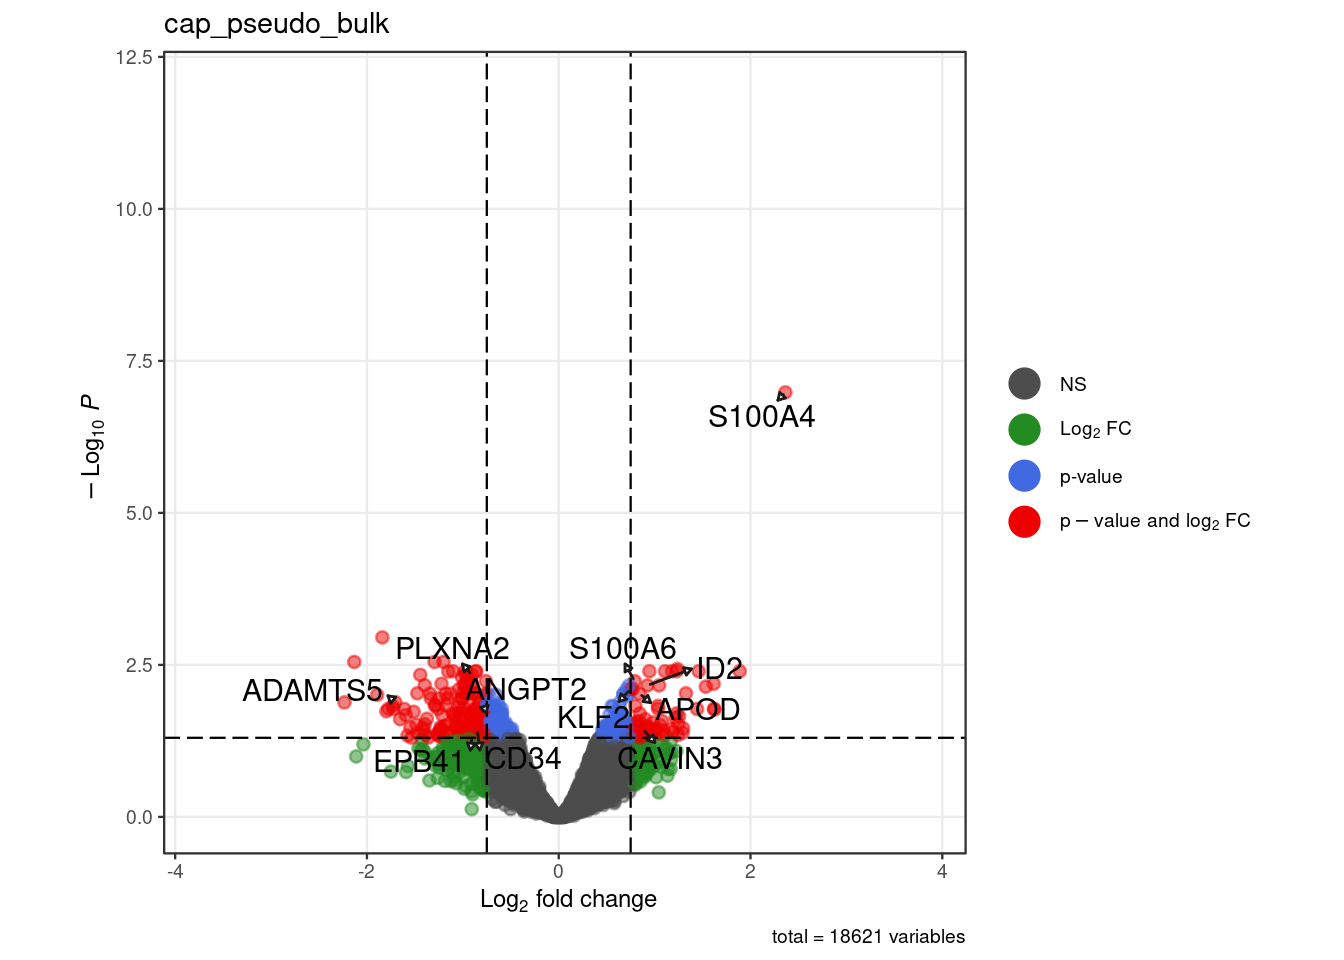 cap_pseudo_bulk
12.5
10.0
7.5
5.0
2.5
0.0
− Log₁₀ P
S100A4
PLXNA2
S100A6
ID2
ADAMTS5
ANGPT2
KLF2
APOD
EPB41
CD34
CAVIN3
-4 -2 0 2 4
Log₂ fold change
NS
Log₂ FC
p-value
p − value and log₂ FC
total = 18621 variables